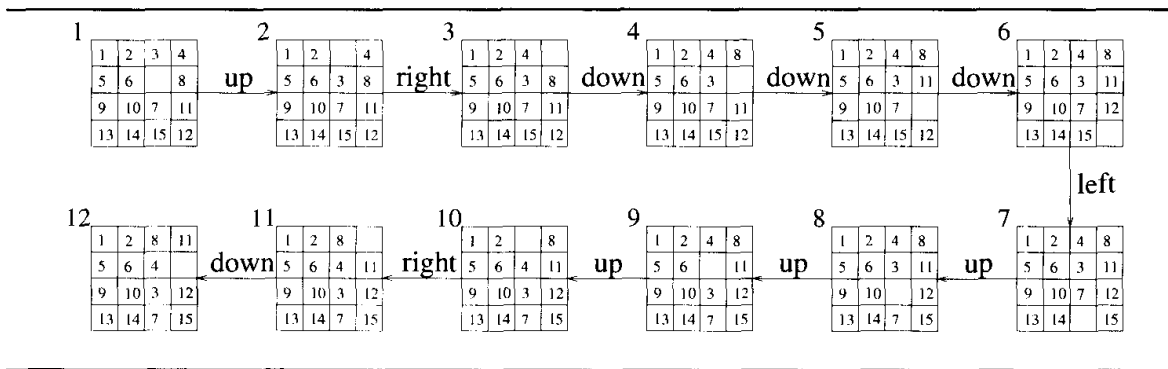 1 2 3 4 5 6
1 2 3 4 1 2 4 1 2 4 1 2 4 8 1 2 4 8 1 2 4 8
5 6 8 up 5 6 3 8 right 5 6 3 8 down 5 6 3 down 5 6 3 11 down 5 6 3 11
9 10 7 11 9 10 7 11 9 10 7 11 9 10 7 11 9 10 7 9 10 7 12
13 14 15 12 13 14 15 12 13 14 15 12 13 14 15 12 13 14 15 12 13 14 15
left
12 11 10 9 8 7
1 2 8 11 1 2 8 1 2 8 1 2 4 8 1 2 4 8 1 2 4 8
5 6 4 down 5 6 4 11 right 5 6 4 11 up 5 6 11 up 5 6 3 11 up 5 6 3 11
9 10 3 12 9 10 3 12 9 10 3 12 9 10 3 12 9 10 12 9 10 7 12
13 14 7 15 13 14 7 15 13 14 7 15 13 14 7 15 13 14 7 15 13 14 15